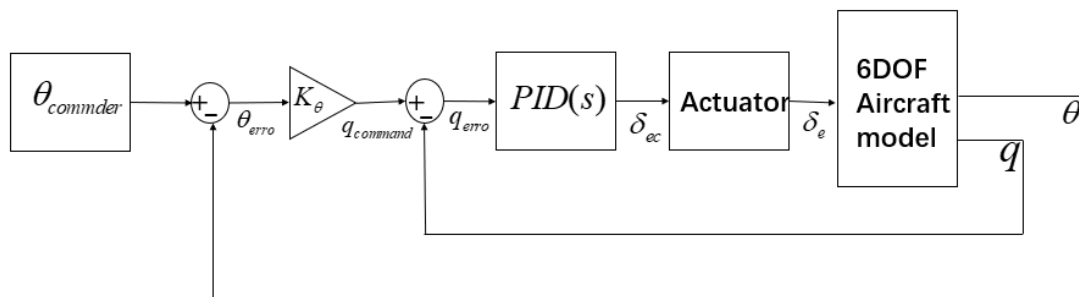 θcommder
+
−
θerro
Kθ
qcommand
+
−
qerro
PID(s)
δec
Actuator
δe
6DOF
Aircraft
model
θ
q